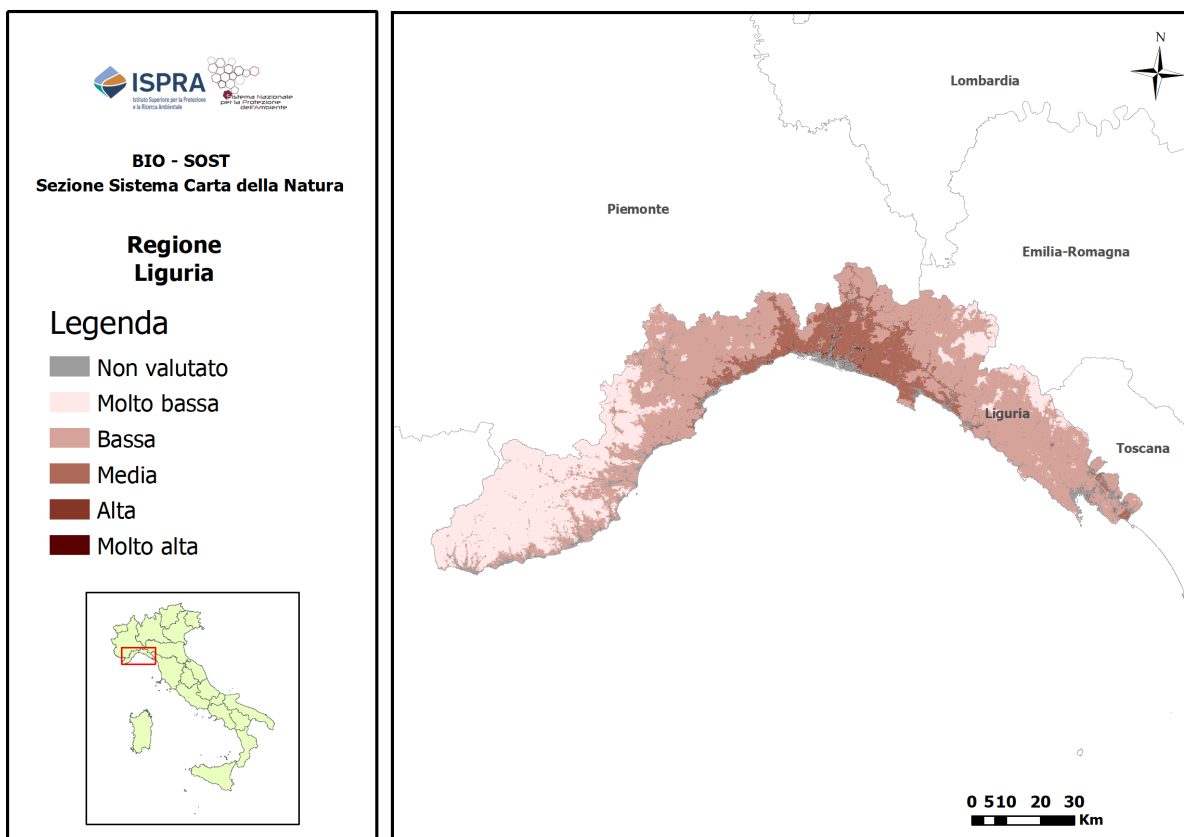 ISPRA
Istituto Superiore per la Protezione
e la Ricerca Ambientale
Sistema Nazionale
per la Protezione
dell'Ambiente
BIO - SOST
Sezione Sistema Carta della Natura
Regione
Liguria
Legenda
Non valutato
Molto bassa
Bassa
Media
Alta
Molto alta
N
Lombardia
Piemonte
Emilia-Romagna
Liguria
Toscana
0 510 20 30
Km